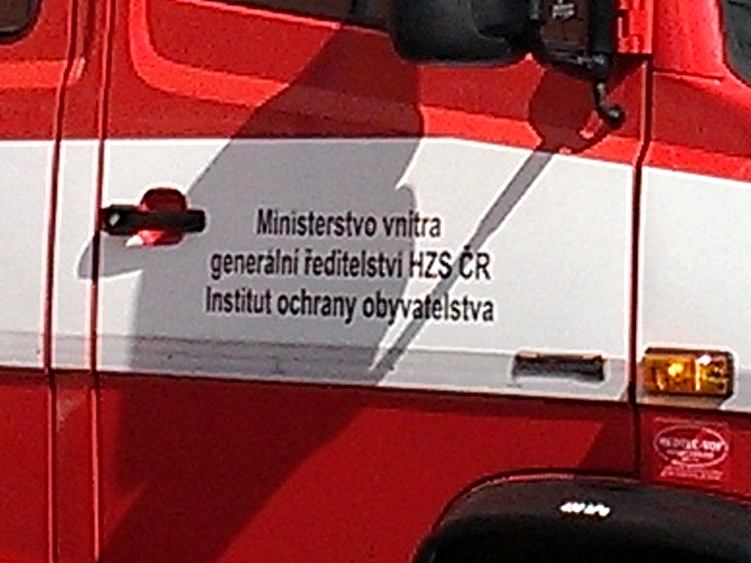 Ministerstvo vnitra
generální ředitelství HZS ČR
Institut ochrany obyvatelstva